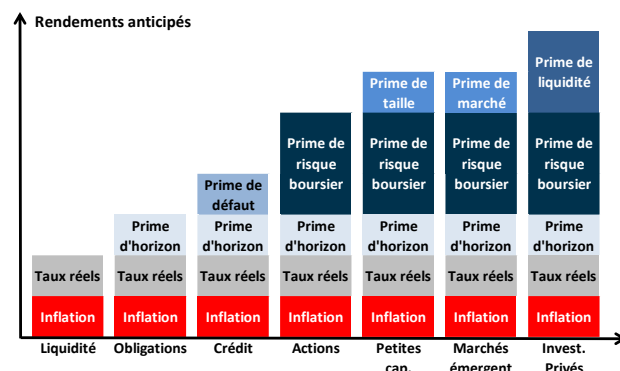 Rendements anticipés
Prime de
liquidité
Prime de
taille
Prime de
marché
Prime de
risque
boursier
Prime de
risque
boursier
Prime de
risque
boursier
Prime de
risque
boursier
Prime de
défaut
Prime
d'horizon
Prime
d'horizon
Prime
d'horizon
Prime
d'horizon
Prime
d'horizon
Prime
d'horizon
Taux réels Taux réels Taux réels Taux réels Taux réels Taux réels Taux réels
Inflation Inflation Inflation Inflation Inflation Inflation Inflation
Liquidité Obligations Crédit Actions Petites Marchés Invest.
cap. émergent Privés